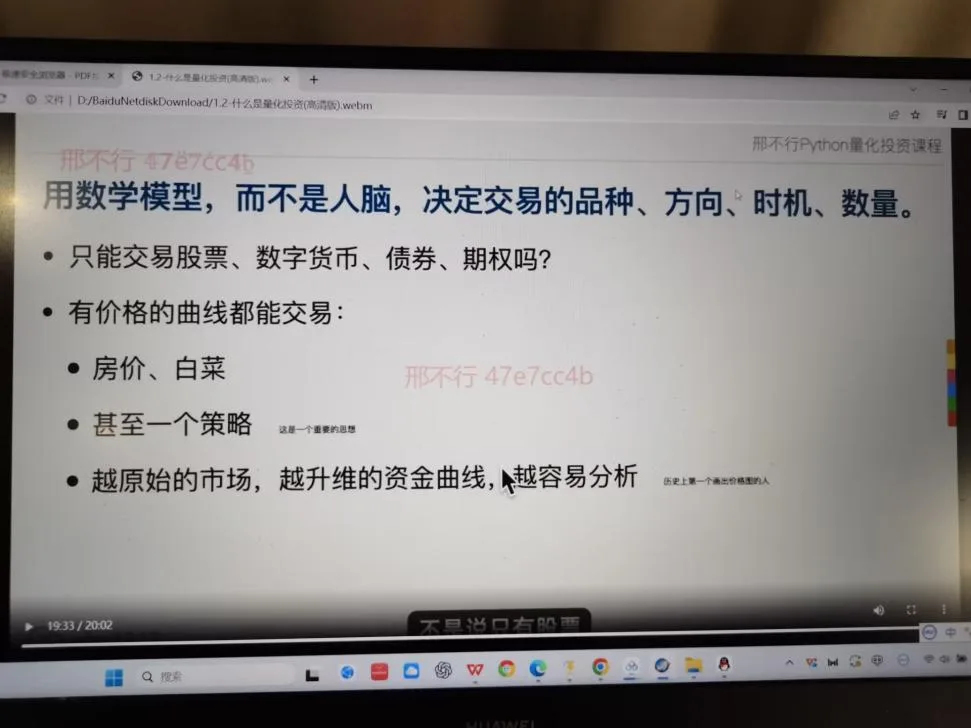 1.2-什么是量化投资(高清版).we
文件 | D:/BaiduNetdiskDownload/1.2-什么是量化投资(高清版).webm
邢不行Python量化投资课程
邢不行 47e7cc4b
用数学模型，而不是人脑，决定交易的品种、方向、时机、数量。
• 只能交易股票、数字货币、债券、期权吗？
• 有价格的曲线都能交易：
• 房价、白菜
邢不行 47e7cc4b
• 甚至一个策略 这是一个重要的思想
• 越原始的市场，越升维的资金曲线，越容易分析 历史上第一个画出价格图的人
不是说只有股票
19:33 / 20:02
中
搜索
HUAWEI